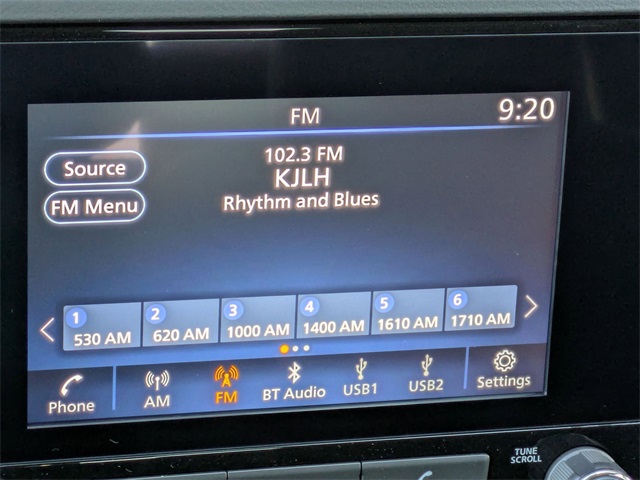 FM 9:20
Source
102.3 FM
KJLH
FM Menu
Rhythm and Blues
1 2 3 4 5 6
530 AM 620 AM 1000 AM 1400 AM 1610 AM 1710 AM
Phone AM FM BT Audio USB1 USB2 Settings
TUNE
SCROLL